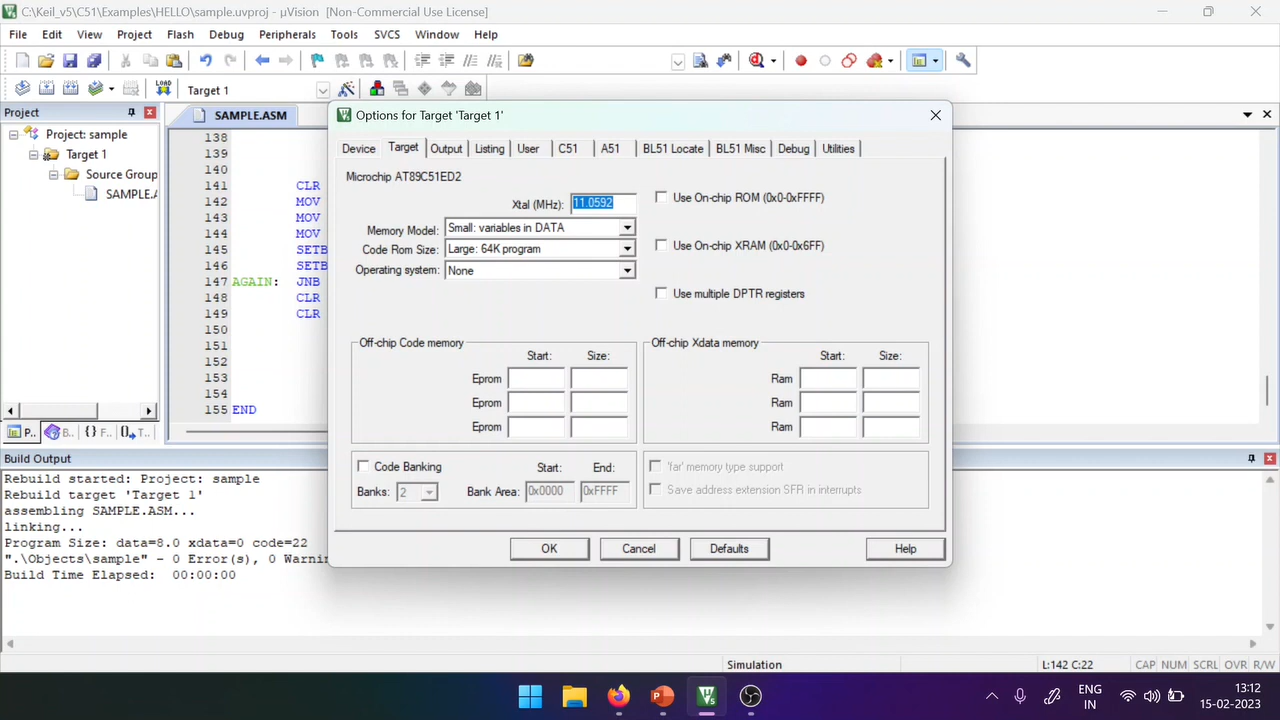 C:\Keil_v5\C51\Examples\HELLO\sample.uvproj - µVision [Non-Commercial Use License]
File Edit View Project Flash Debug Peripherals Tools SVCS Window Help
LOAD
Target 1
Project
SAMPLE.ASM
Project: sample
Target 1
Source Group
SAMPLE.A
P.. B.. {} F.. T..
138
139
140
141 CLR
142 MOV
143 MOV
144 MOV
145 SETB
146 SETB
147 AGAIN: JNB
148 CLR
149 CLR
150
151
152
153
154
155 END
Options for Target 'Target 1'
Device Target Output Listing User C51 A51 BL51 Locate BL51 Misc Debug Utilities
Microchip AT89C51ED2
Xtal (MHz): 11.0592
Memory Model: Small: variables in DATA
Code Rom Size: Large: 64K program
Operating system: None
Use On-chip ROM (0x0-0xFFFF)
Use On-chip XRAM (0x0-0x6FF)
Use multiple DPTR registers
Off-chip Code memory
Start: Size:
Eprom
Eprom
Eprom
Off-chip Xdata memory
Start: Size:
Ram
Ram
Ram
Code Banking Start: End:
Banks: 2 Bank Area: 0x0000 0xFFFF
'far' memory type support
Save address extension SFR in interrupts
OK Cancel Defaults Help
Build Output
Rebuild started: Project: sample
Rebuild target 'Target 1'
assembling SAMPLE.ASM...
linking...
Program Size: data=8.0 xdata=0 code=22
".\Objects\sample" - 0 Error(s), 0 Warnin
Build Time Elapsed: 00:00:00
Simulation L:142 C:22 CAP NUM SCRL OVR R/W
ENG
IN
13:12
15-02-2023